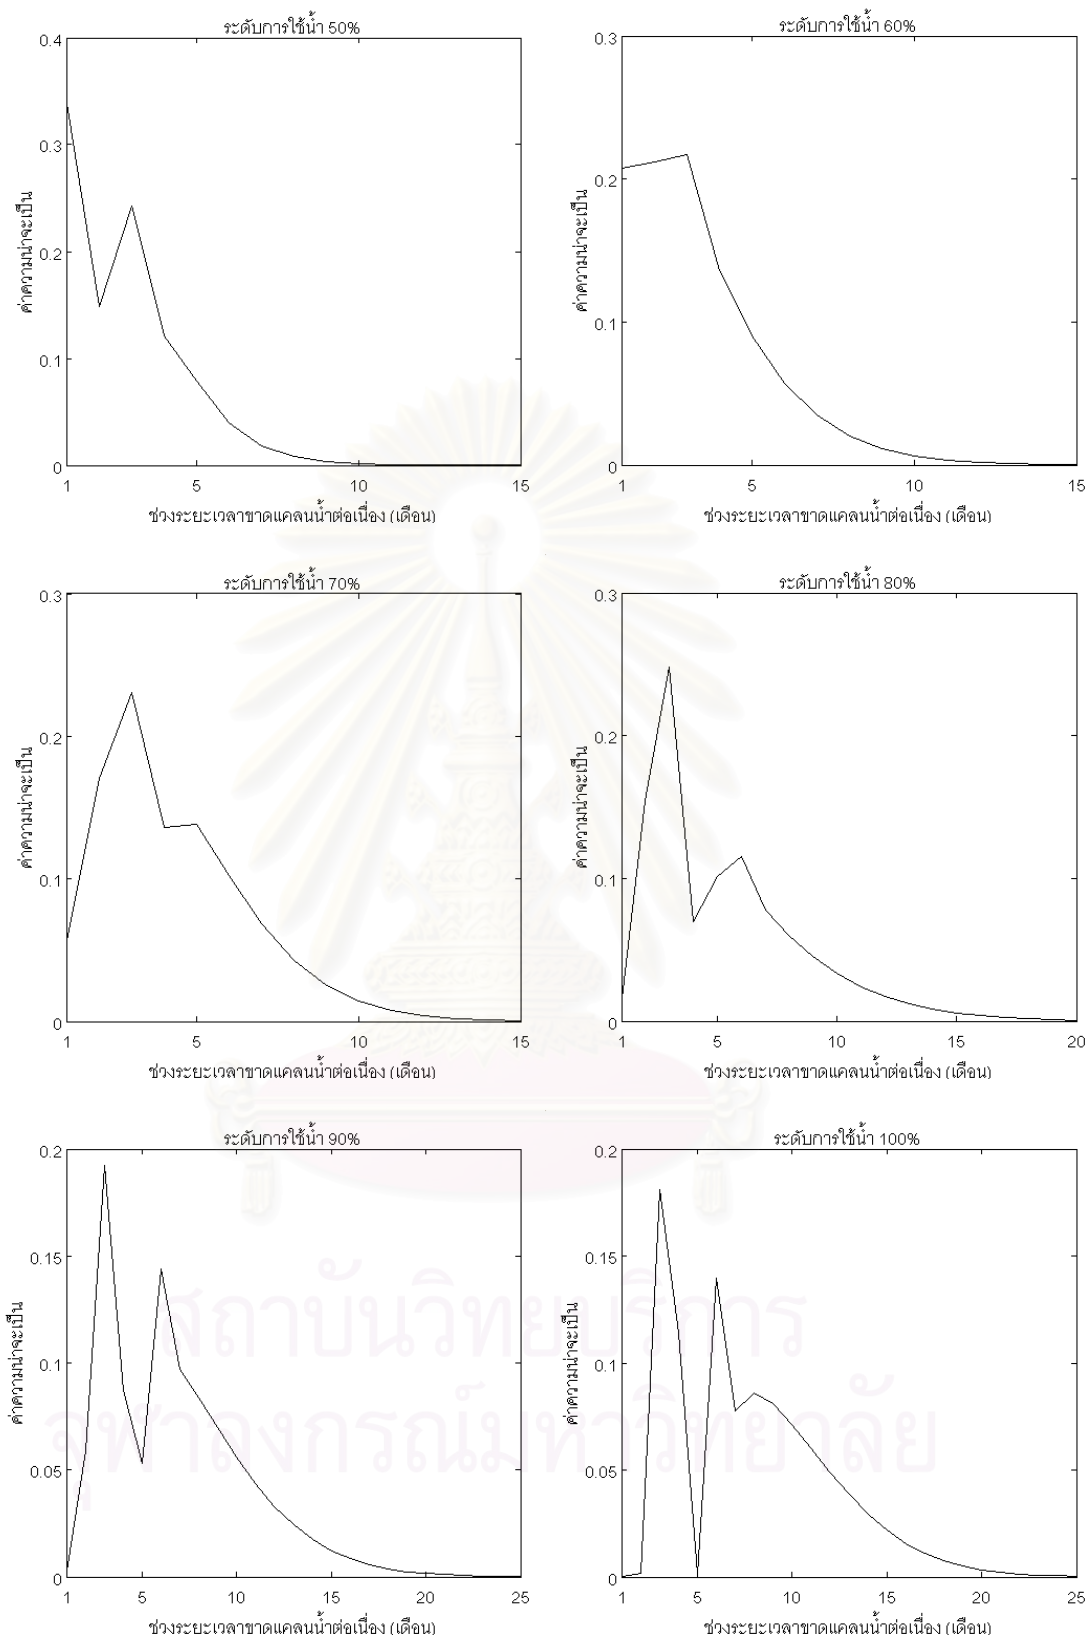 ระดับการใช้น้ำ 50%
0.4
0.3
0.2
0.1
0
ค่าความน่าจะเป็น
1 5 10 15
ช่วงระยะเวลาขาดแคลนน้ำต่อเนื่อง (เดือน)
ระดับการใช้น้ำ 60%
0.3
0.2
0.1
0
ค่าความน่าจะเป็น
1 5 10 15
ช่วงระยะเวลาขาดแคลนน้ำต่อเนื่อง (เดือน)
ระดับการใช้น้ำ 70%
0.3
0.2
0.1
0
ค่าความน่าจะเป็น
1 5 10 15
ช่วงระยะเวลาขาดแคลนน้ำต่อเนื่อง (เดือน)
ระดับการใช้น้ำ 80%
0.3
0.2
0.1
0
ค่าความน่าจะเป็น
1 5 10 15 20
ช่วงระยะเวลาขาดแคลนน้ำต่อเนื่อง (เดือน)
ระดับการใช้น้ำ 90%
0.2
0.15
0.1
0.05
0
ค่าความน่าจะเป็น
1 5 10 15 20 25
ช่วงระยะเวลาขาดแคลนน้ำต่อเนื่อง (เดือน)
ระดับการใช้น้ำ 100%
0.2
0.15
0.1
0.05
0
ค่าความน่าจะเป็น
1 5 10 15 20 25
ช่วงระยะเวลาขาดแคลนน้ำต่อเนื่อง (เดือน)
สถาบันวิทยบริการ
จุฬาลงกรณ์มหาวิทยาลัย